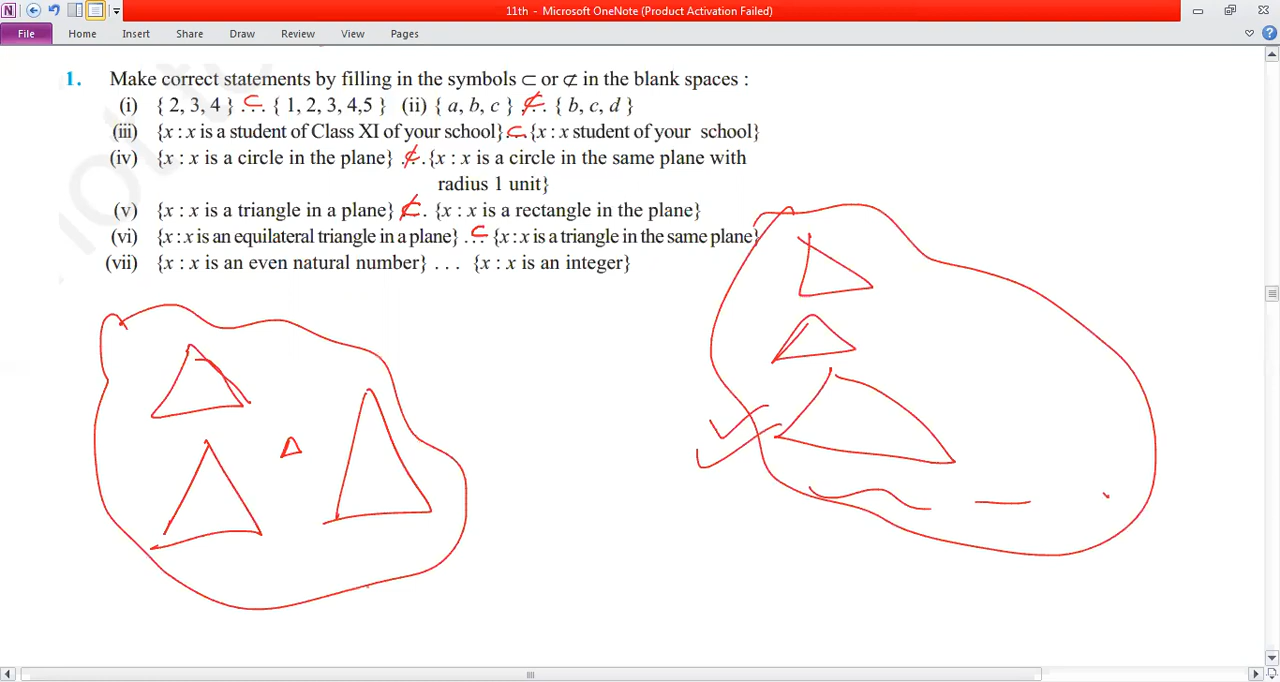 11th - Microsoft OneNote (Product Activation Failed)
File Home Insert Share Draw Review View Pages
1. Make correct statements by filling in the symbols ⊂ or ⊄ in the blank spaces :
(i) { 2, 3, 4 } ⊂ . . . { 1, 2, 3, 4,5 } (ii) { a, b, c } ⊄ . . . { b, c, d }
(iii) {x : x is a student of Class XI of your school} ⊂ . . . {x : x student of your school}
(iv) {x : x is a circle in the plane} ⊄ . . . {x : x is a circle in the same plane with
radius 1 unit}
(v) {x : x is a triangle in a plane} ⊄ . . . {x : x is a rectangle in the plane}
(vi) {x : x is an equilateral triangle in a plane} ⊂ . . . {x : x is a triangle in the same plane}
(vii) {x : x is an even natural number} . . . {x : x is an integer}